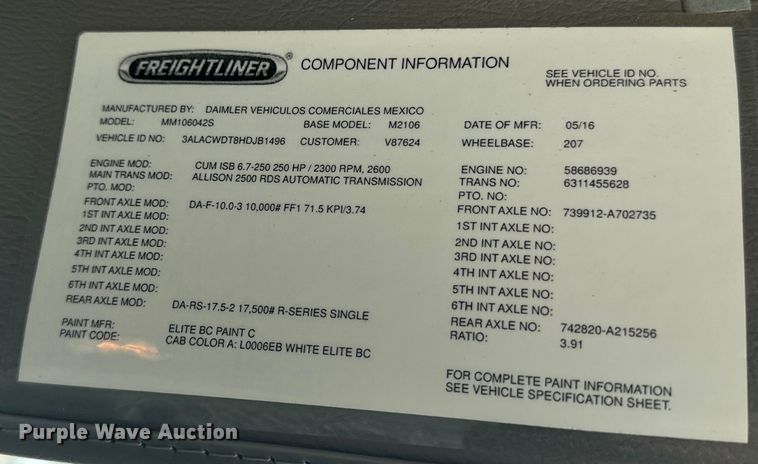 FREIGHTLINER® COMPONENT INFORMATION
SEE VEHICLE ID NO.
WHEN ORDERING PARTS
MANUFACTURED BY: DAIMLER VEHICULOS COMERCIALES MEXICO
MODEL: MM106042S BASE MODEL: M2106 DATE OF MFR: 05/16
VEHICLE ID NO: 3ALACWDT8HDJB1496 CUSTOMER: V87624 WHEELBASE: 207
ENGINE MOD: CUM ISB 6.7-250 250 HP / 2300 RPM, 2600 ENGINE NO: 58686939
MAIN TRANS MOD: ALLISON 2500 RDS AUTOMATIC TRANSMISSION TRANS NO: 6311455628
PTO. MOD: PTO. NO:
FRONT AXLE MOD: DA-F-10.0-3 10,000# FF1 71.5 KPI/3.74 FRONT AXLE NO: 739912-A702735
1ST INT AXLE MOD: 1ST INT AXLE NO:
2ND INT AXLE MOD: 2ND INT AXLE NO:
3RD INT AXLE MOD: 3RD INT AXLE NO:
4TH INT AXLE MOD: 4TH INT AXLE NO:
5TH INT AXLE MOD: 5TH INT AXLE NO:
6TH INT AXLE MOD: 6TH INT AXLE NO:
REAR AXLE MOD: DA-RS-17.5-2 17,500# R-SERIES SINGLE REAR AXLE NO: 742820-A215256
RATIO: 3.91
PAINT MFR: ELITE BC PAINT C
PAINT CODE: CAB COLOR A: L0006EB WHITE ELITE BC
FOR COMPLETE PAINT INFORMATION
SEE VEHICLE SPECIFICATION SHEET.
Purple Wave Auction